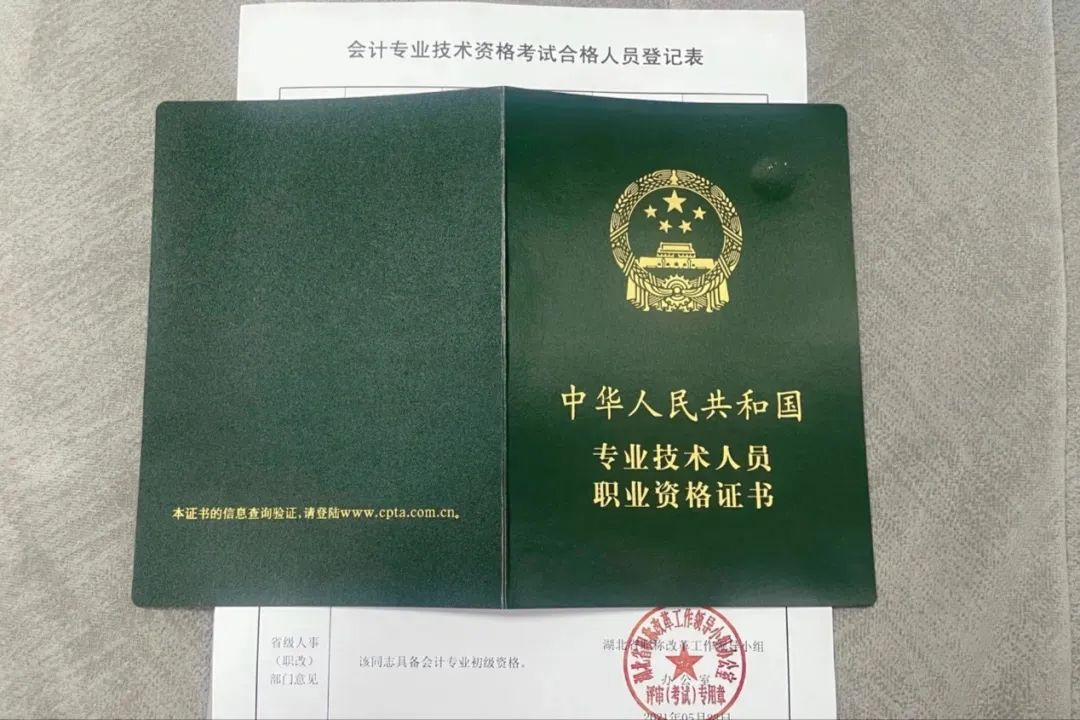 会计专业技术资格考试合格人员登记表
中华人民共和国
专业技术人员
职业资格证书
本证书的信息查询验证,请登陆www.cpta.com.cn。
省级人事
（职改）
部门意见
该同志具备会计专业初级资格。
湖北省职称改革工作领导小组
办公室
评审(考试)专用章